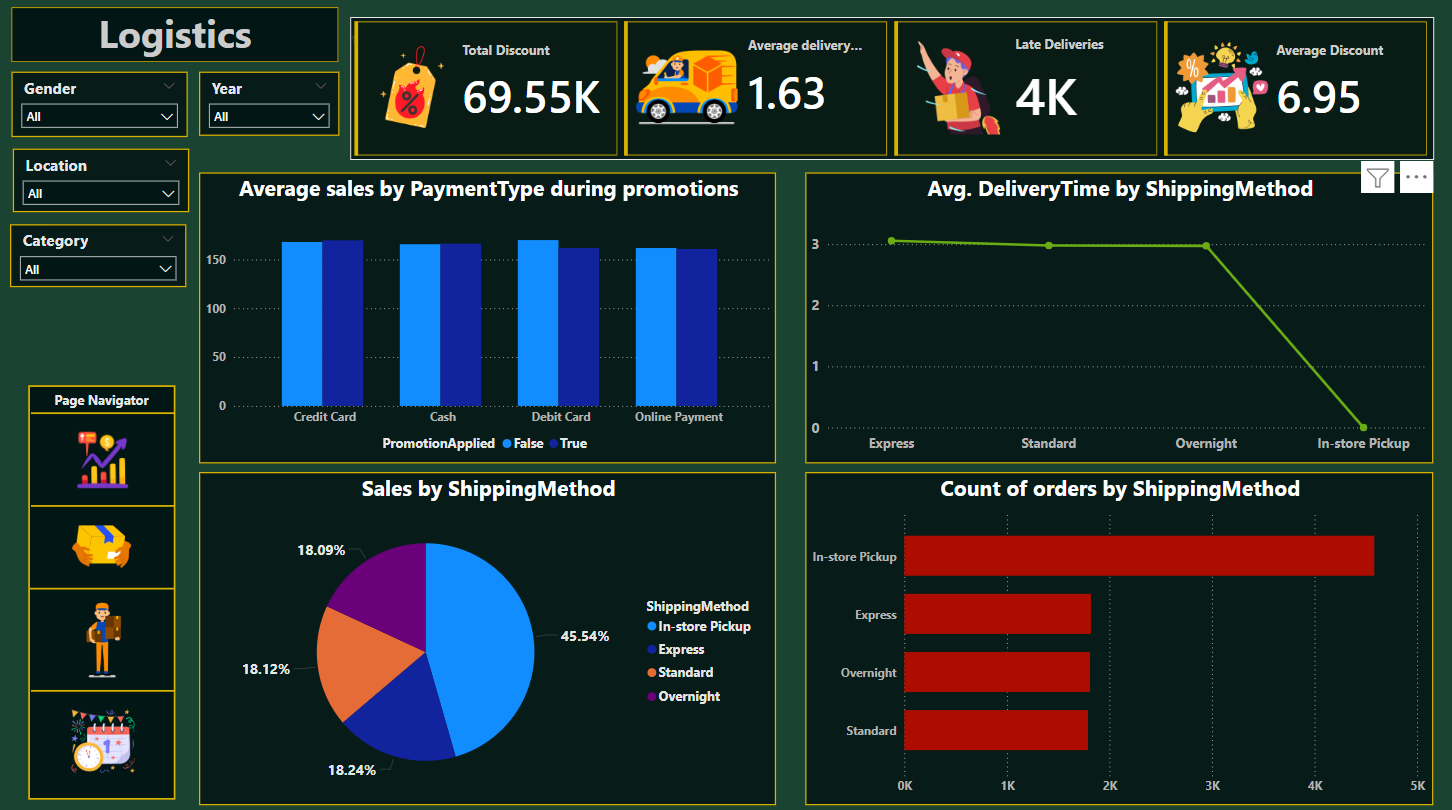 Logistics
Gender
All
Year
All
Location
All
Category
All
Total Discount
69.55K
Average delivery...
1.63
Late Deliveries
4K
%
Average Discount
6.95
Average sales by PaymentType during promotions
150
100
50
0
Credit Card Cash Debit Card Online Payment
PromotionApplied False True
Avg. DeliveryTime by ShippingMethod
3
2
1
0
Express Standard Overnight In-store Pickup
Page Navigator
1
Sales by ShippingMethod
18.09%
45.54%
18.12%
18.24%
ShippingMethod
In-store Pickup
Express
Standard
Overnight
Count of orders by ShippingMethod
In-store Pickup
Express
Overnight
Standard
0K 1K 2K 3K 4K 5K